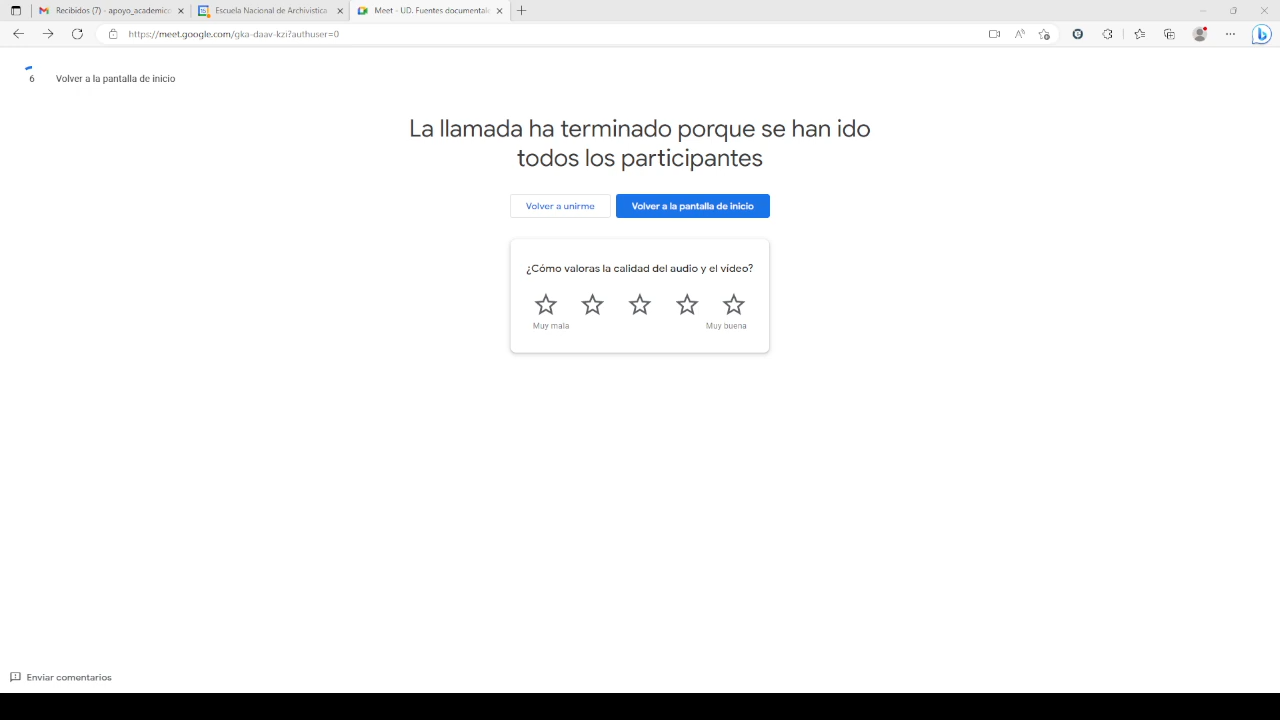 Recibidos (7) - apoyo_academico
Escuela Nacional de Archivística
Meet - UD. Fuentes documentale
https://meet.google.com/gka-daav-kzi?authuser=0
6
Volver a la pantalla de inicio
La llamada ha terminado porque se han ido
todos los participantes
Volver a unirme
Volver a la pantalla de inicio
¿Cómo valoras la calidad del audio y el vídeo?
Muy mala
Muy buena
Enviar comentarios